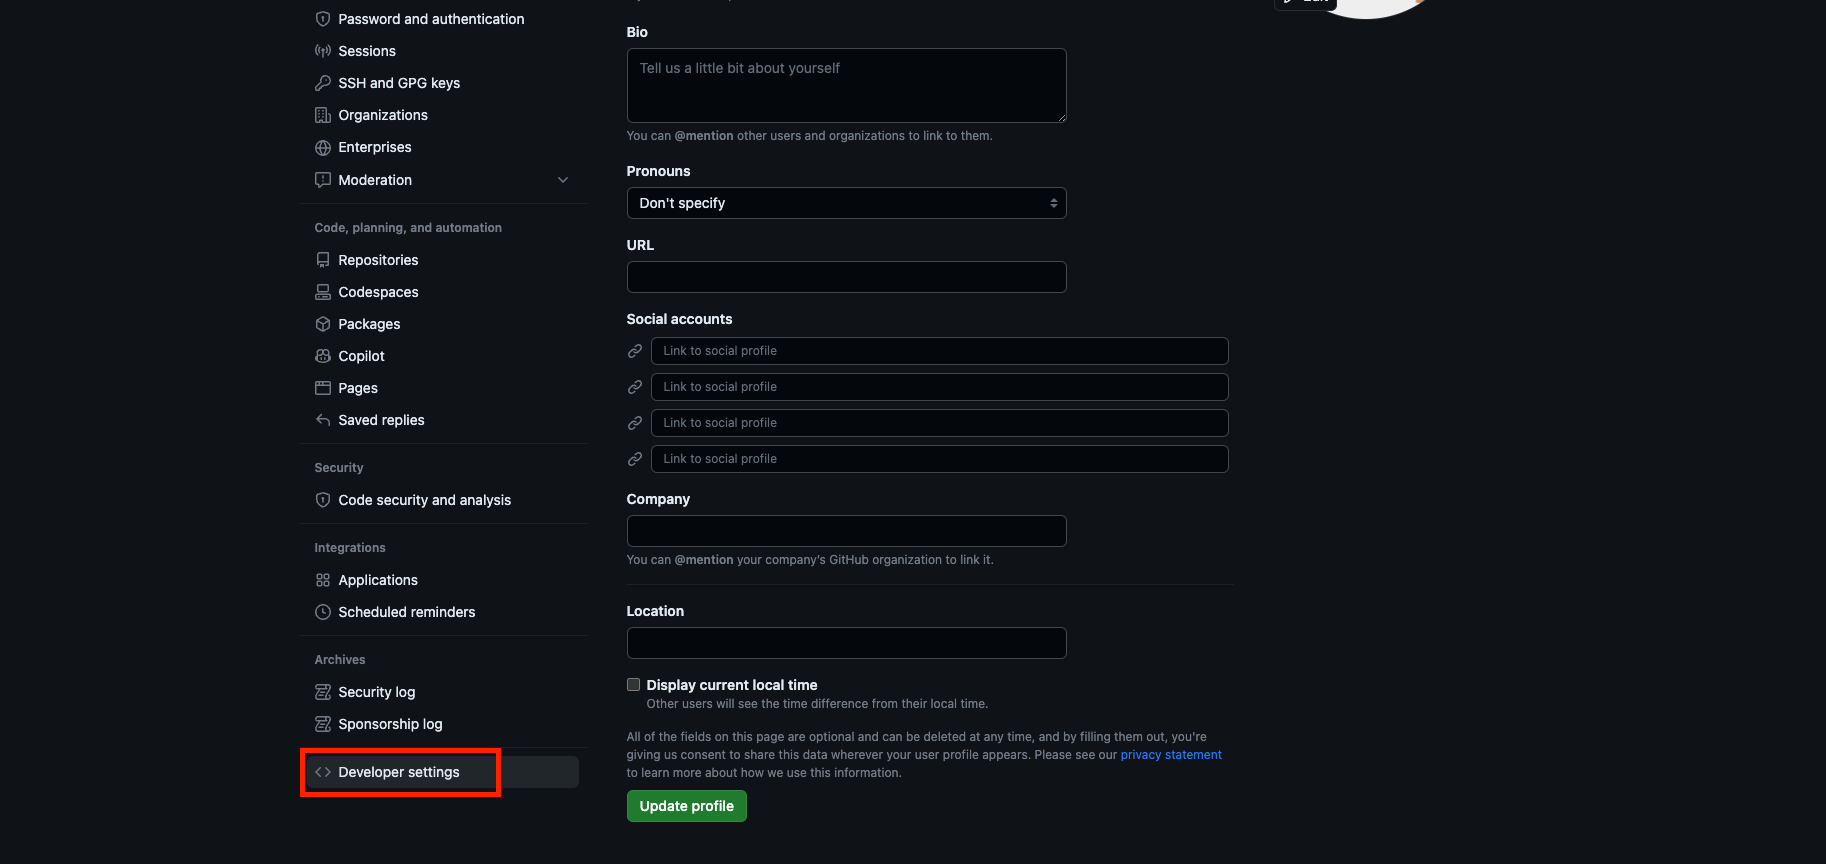 Password and authentication
Sessions
SSH and GPG keys
Organizations
Enterprises
Moderation
Code, planning, and automation
Repositories
Codespaces
Packages
Copilot
Pages
Saved replies
Security
Code security and analysis
Integrations
Applications
Scheduled reminders
Archives
Security log
Sponsorship log
Developer settings
Bio
Tell us a little bit about yourself
You can @mention other users and organizations to link to them.
Pronouns
Don't specify
URL
Social accounts
Link to social profile
Link to social profile
Link to social profile
Link to social profile
Company
You can @mention your company's GitHub organization to link it.
Location
Display current local time
Other users will see the time difference from their local time.
All of the fields on this page are optional and can be deleted at any time, and by filling them out, you're
giving us consent to share this data wherever your user profile appears. Please see our privacy statement
to learn more about how we use this information.
Update profile